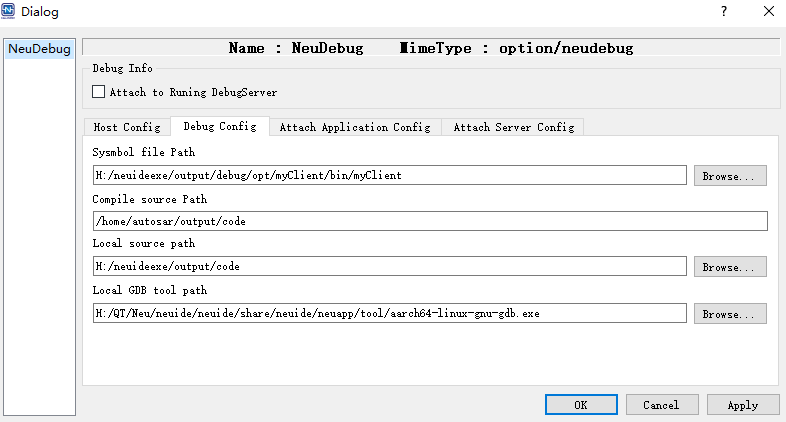 Dialog
NeuDebug
Name : NeuDebug MimeType : option/neudebug
Debug Info
Attach to Runing DebugServer
Host Config Debug Config Attach Application Config Attach Server Config
Sysmbol file Path
H:/neuideexe/output/debug/opt/myClient/bin/myClient Browse...
Compile source Path
/home/autosar/output/code
Local source path
H:/neuideexe/output/code Browse...
Local GDB tool path
H:/QT/Neu/neuide/neuide/share/neuide/neuapp/tool/aarch64-linux-gnu-gdb.exe Browse...
OK Cancel Apply